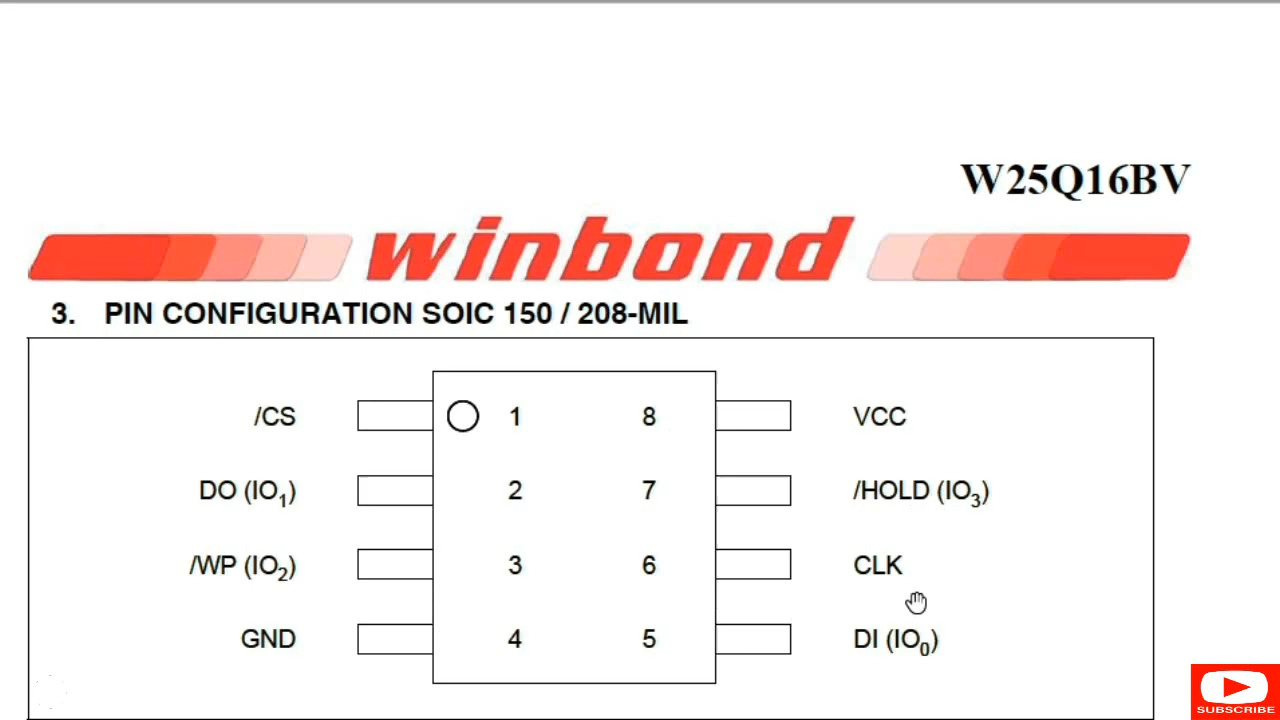 W25Q16BV
winbond
3. PIN CONFIGURATION SOIC 150 / 208-MIL
/CS 1 8 VCC
DO (IO1) 2 7 /HOLD (IO3)
/WP (IO2) 3 6 CLK
GND 4 5 DI (IO0)
SUBSCRIBE